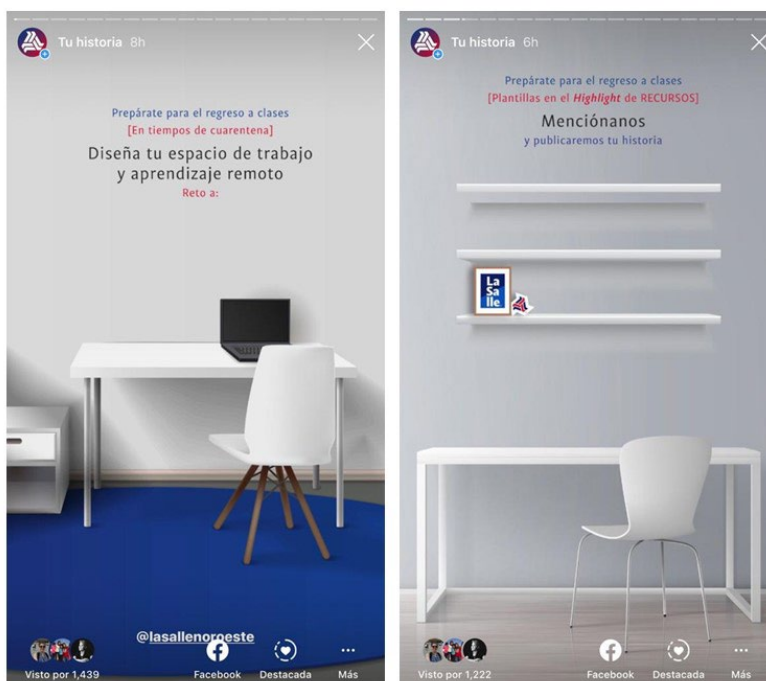 Tu historia 8h
Prepárate para el regreso a clases
[En tiempos de cuarentena]
Diseña tu espacio de trabajo
y aprendizaje remoto
Reto a:
@lasallenoroeste
Visto por 1,439
Facebook
Destacada
Más
Tu historia 6h
Prepárate para el regreso a clases
[Plantillas en el Highlight de RECURSOS]
Menciónanos
y publicaremos tu historia
La
Sa
lle
Visto por 1,222
Facebook
Destacada
Más